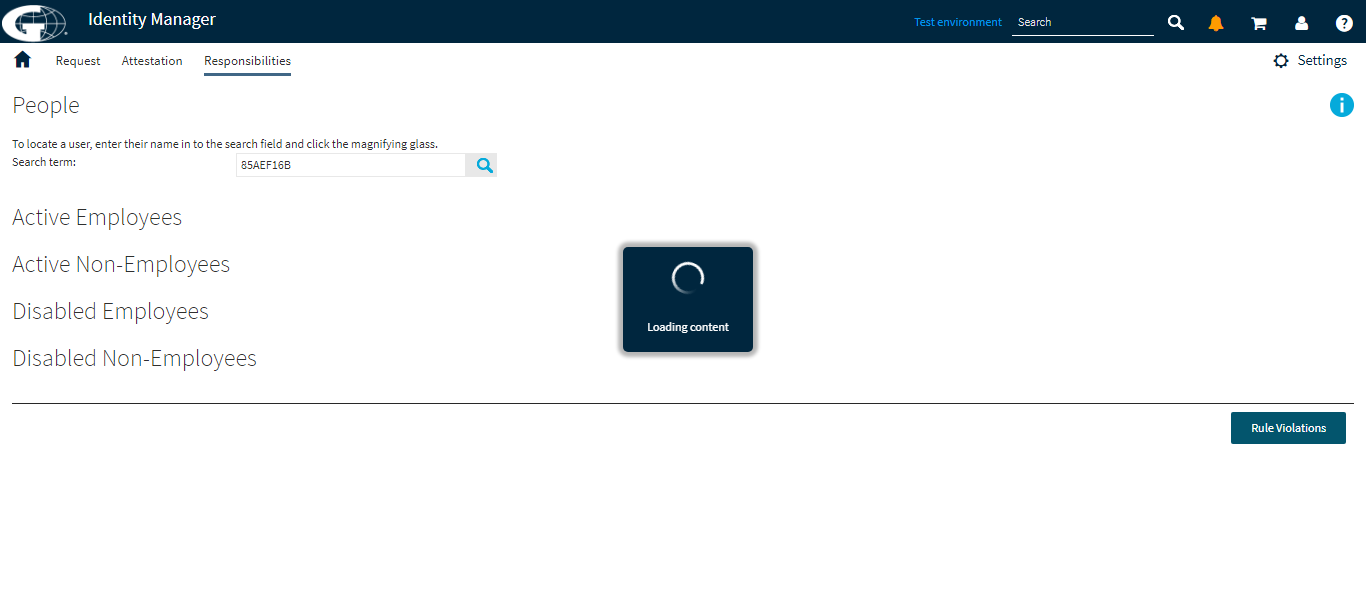 Identity Manager
Test environment
Search
Request
Attestation
Responsibilities
Settings
People
To locate a user, enter their name in to the search field and click the magnifying glass.
Search term:
85AEF16B
Active Employees
Active Non-Employees
Loading content
Disabled Employees
Disabled Non-Employees
Rule Violations